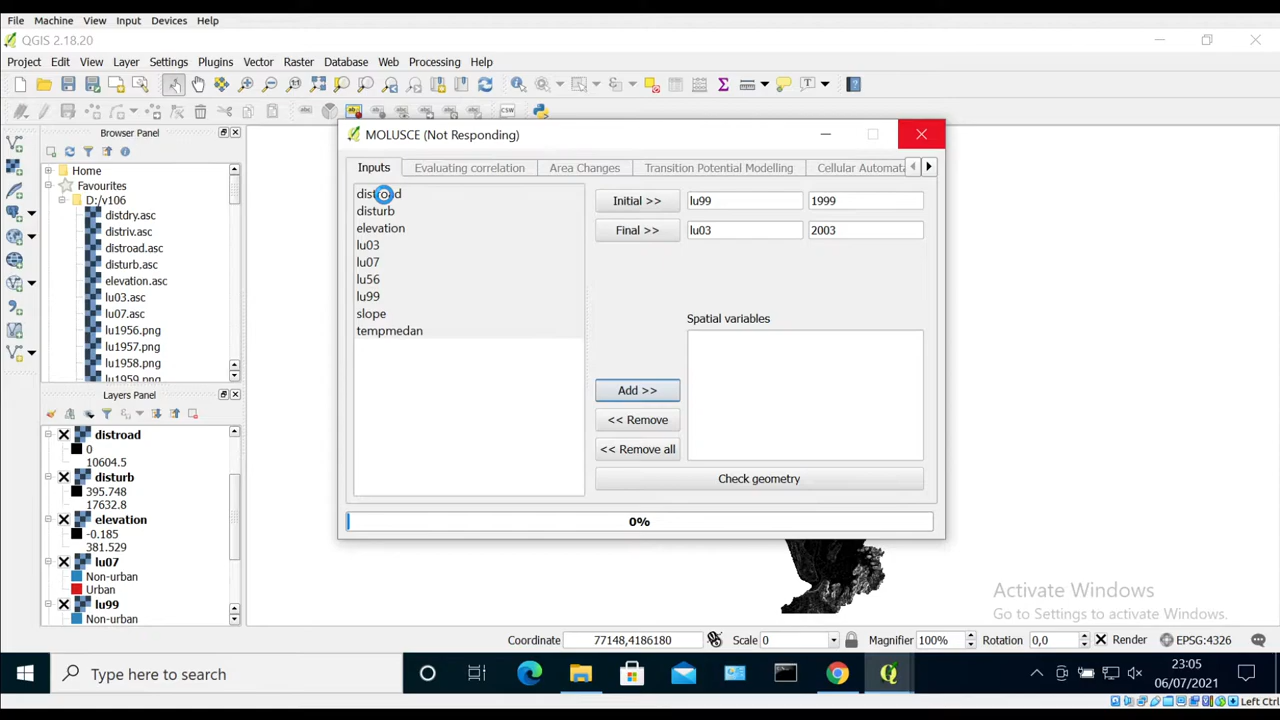 File Machine View Input Devices Help
QGIS 2.18.20
Project Edit View Layer Settings Plugins Vector Raster Database Web Processing Help
Browser Panel
Home
Favourites
D:/v106
distdry.asc
distriv.asc
distroad.asc
disturb.asc
elevation.asc
lu03.asc
lu07.asc
lu1956.png
lu1957.png
lu1958.png
lu1959.png
Layers Panel
distroad
0
10604.5
disturb
395.748
17632.8
elevation
-0.185
381.529
lu07
Non-urban
Urban
lu99
Non-urban
MOLUSCE (Not Responding)
Inputs Evaluating correlation Area Changes Transition Potential Modelling Cellular Automata
distroad
disturb
elevation
lu03
lu07
lu56
lu99
slope
tempmedan
Initial >> lu99 1999
Final >> lu03 2003
Spatial variables
Add >>
<< Remove
<< Remove all
Check geometry
0%
Activate Windows
Go to Settings to activate Windows.
Coordinate 77148,4186180 Scale 0 Magnifier 100% Rotation 0,0 Render EPSG:4326
Type here to search
23:05
06/07/2021
Left Ctrl